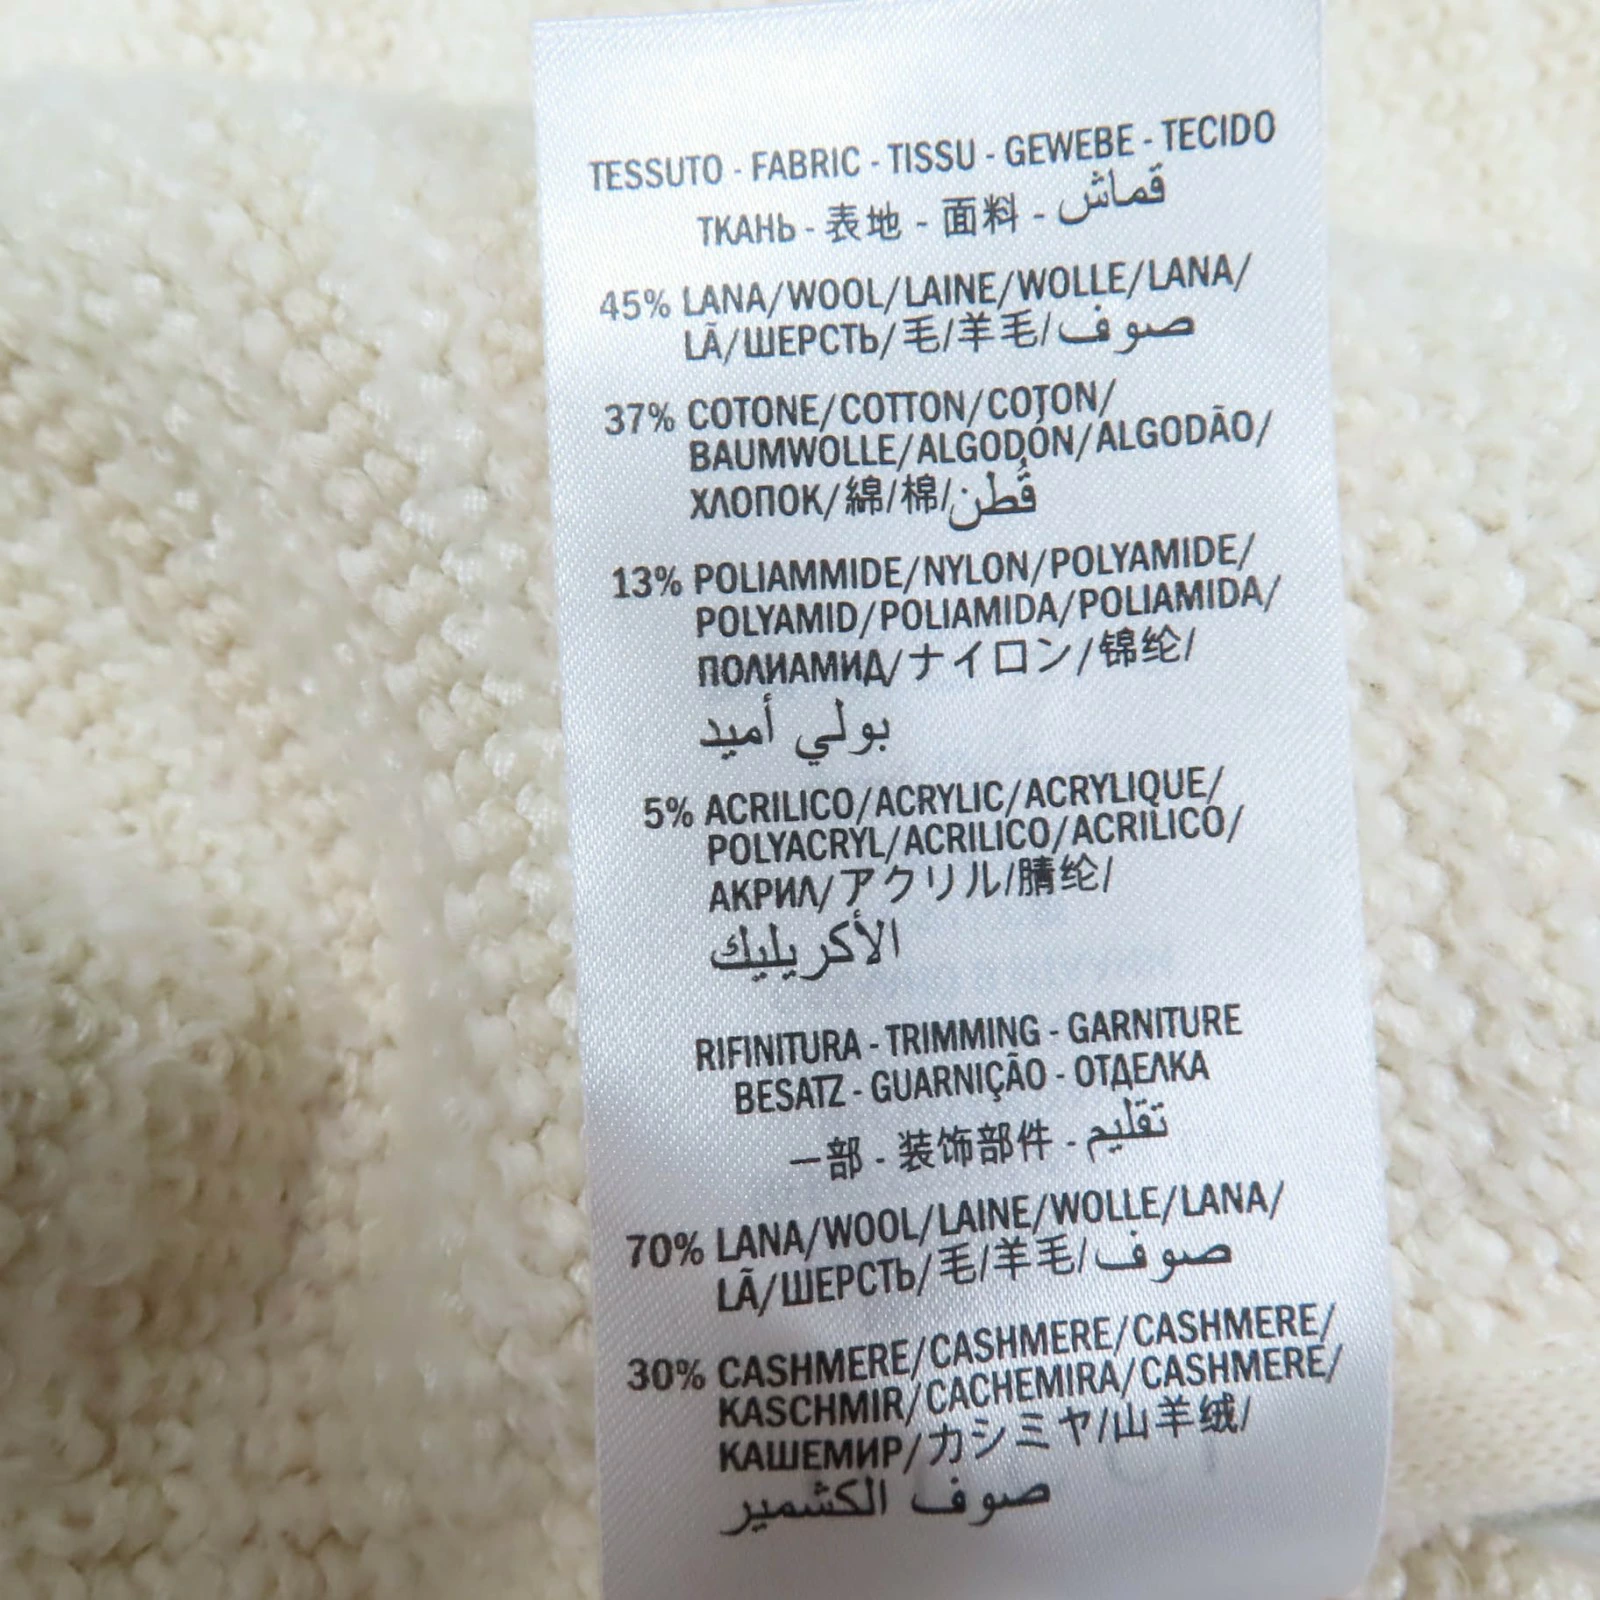 TESSUTO - FABRIC - TISSU - GEWEBE - TECIDO
ТКАНЬ - 表地 - 面料 - قماش
45% LANA/WOOL/LAINE/WOLLE/LANA/
LÃ/ШЕРСТЬ/毛/羊毛/صوف
37% COTONE/COTTON/COTON/
BAUMWOLLE/ALGODÓN/ALGODÃO/
ХЛОПОК/綿/棉/قُطن
13% POLIAMMIDE/NYLON/POLYAMIDE/
POLYAMID/POLIAMIDA/POLIAMIDA/
ПОЛИАМИД/ナイロン/锦纶/
بولي أميد
5% ACRILICO/ACRYLIC/ACRYLIQUE/
POLYACRYL/ACRILICO/ACRILICO/
АКРИЛ/アクリル/腈纶/
الأكريليك
RIFINITURA - TRIMMING - GARNITURE
BESATZ - GUARNIÇÃO - ОТДЕЛКА
一部 - 装饰部件 - تقليم
70% LANA/WOOL/LAINE/WOLLE/LANA/
LÃ/ШЕРСТЬ/毛/羊毛/صوف
30% CASHMERE/CASHMERE/CASHMERE/
KASCHMIR/CACHEMIRA/CASHMERE/
КАШЕМИР/カシミヤ/山羊绒/
صوف الكشمير